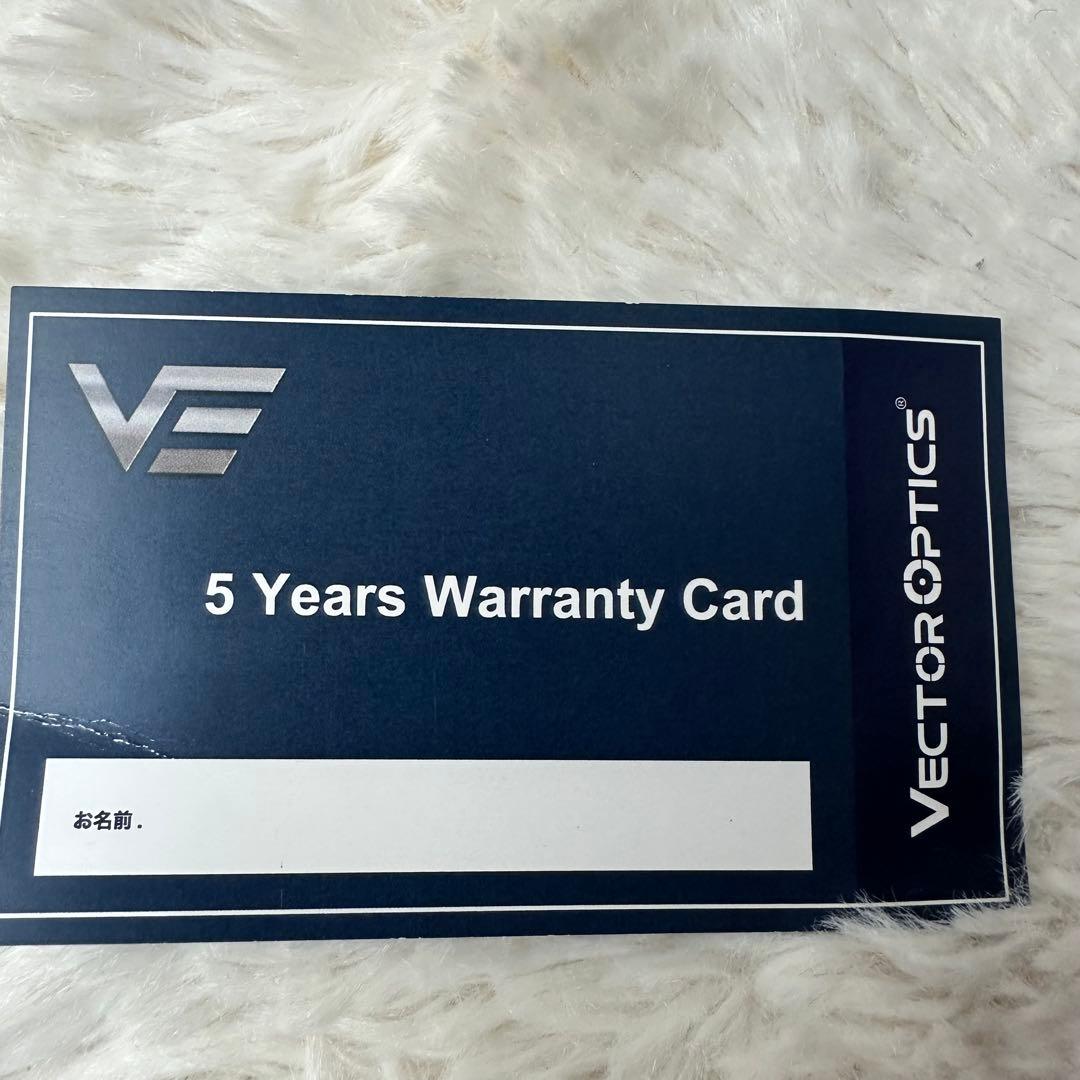 VE
5 Years Warranty Card
お名前 .
VECTOR OPTICS®